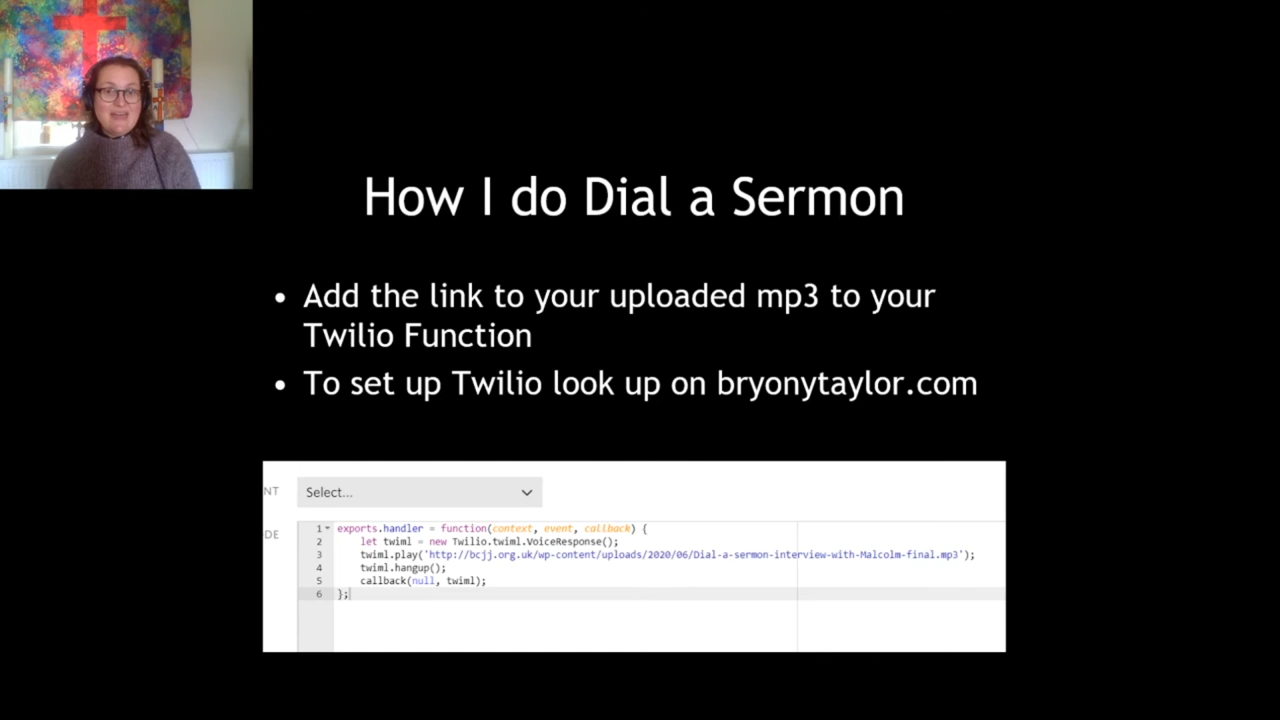 How I do Dial a Sermon
• Add the link to your uploaded mp3 to your
Twilio Function
• To set up Twilio look up on bryonytaylor.com
NT
Select...
DE
1 exports.handler = function(context, event, callback) {
2 let twiml = new Twilio.twiml.VoiceResponse();
3 twiml.play('http://bcjj.org.uk/wp-content/uploads/2020/06/Dial-a-sermon-interview-with-Malcolm-final.mp3');
4 twiml.hangup();
5 callback(null, twiml);
6 };